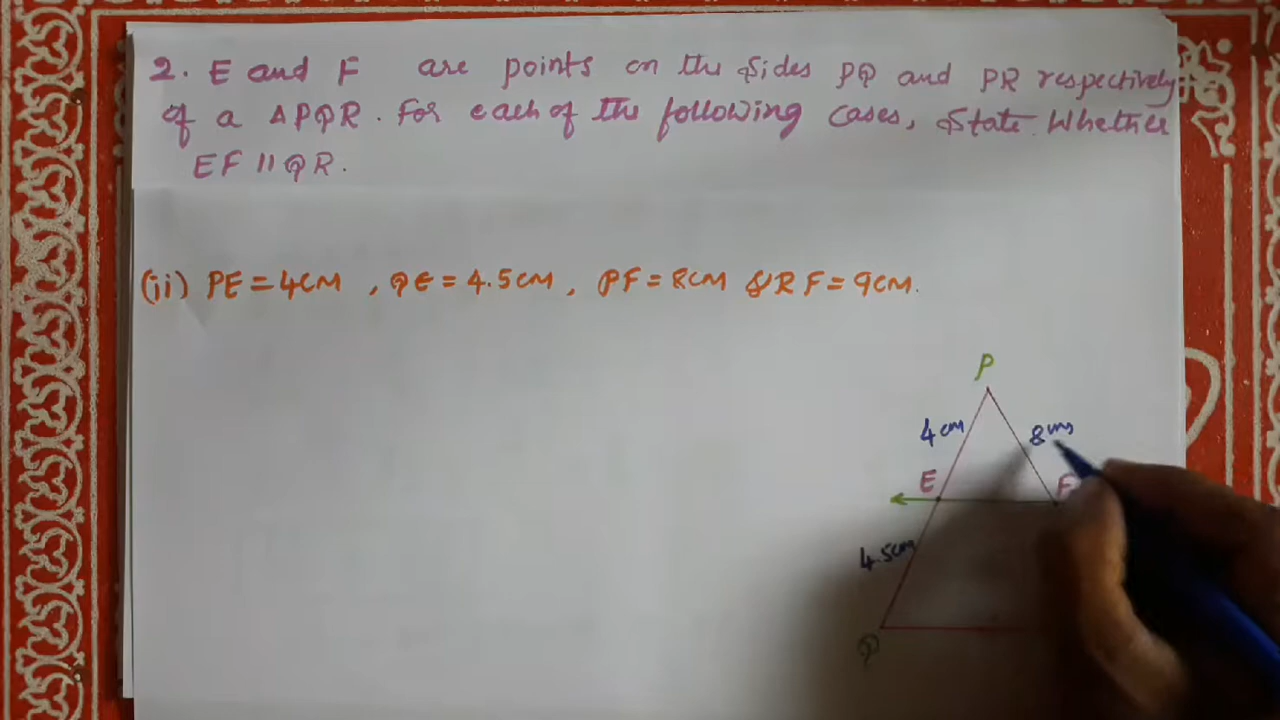 2. E and F are points on the sides PQ and PR respectively
of a ΔPQR. For each of the following cases, State Whether
EF || QR.
(ii) PE = 4cm, QE = 4.5cm, PF = 8cm & RF = 9cm.
P
4cm 8cm
E F
4.5cm
Q